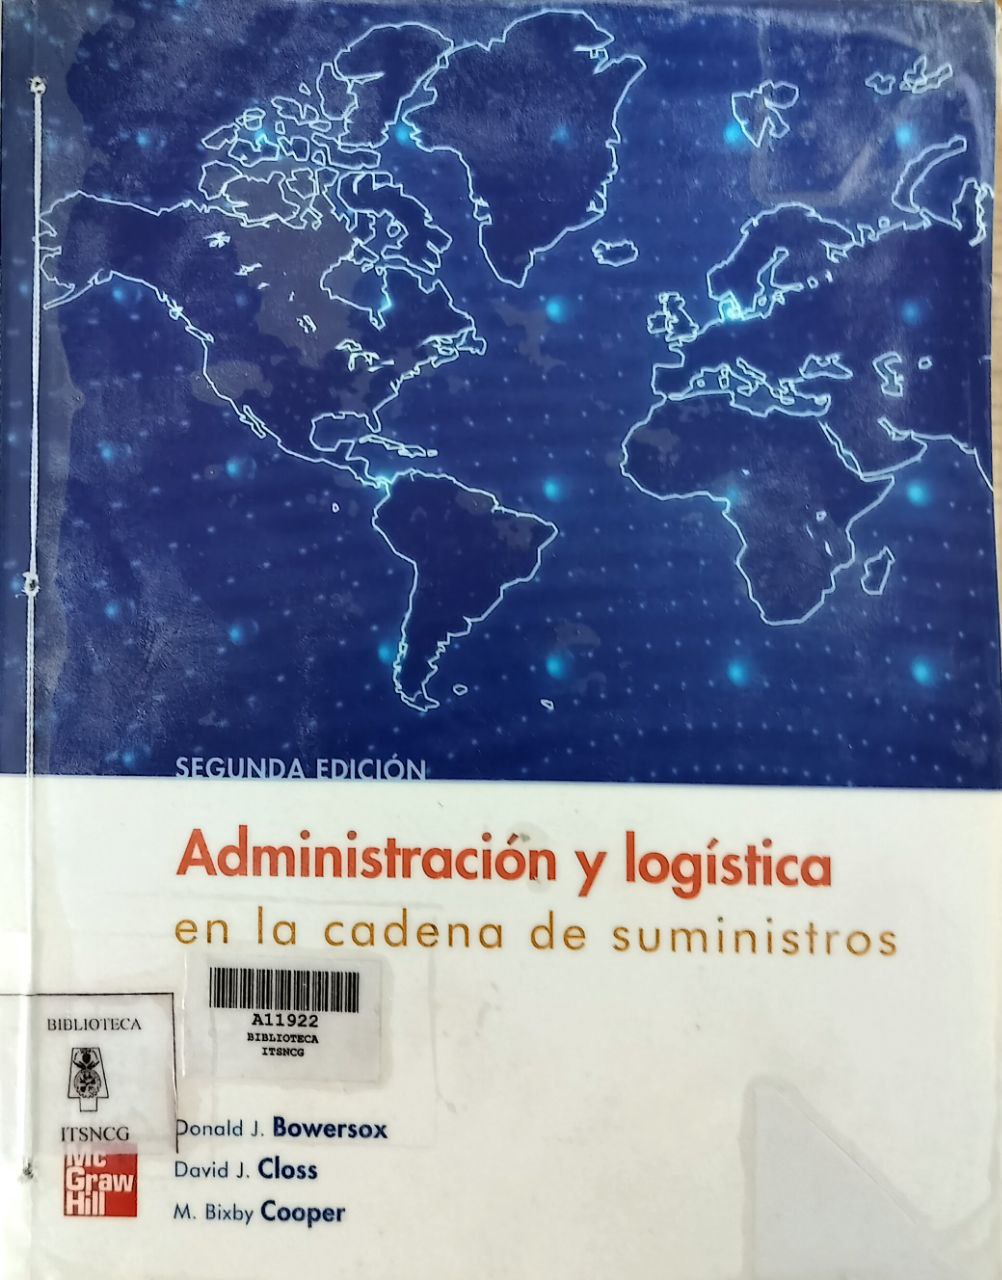 SEGUNDA EDICIÓN
Administración y logística
en la cadena de suministros
A11922
BIBLIOTECA
ITSNCG
BIBLIOTECA
ITSNCG
Donald J. Bowersox
David J. Closs
M. Bixby Cooper
Mc
Graw
Hill